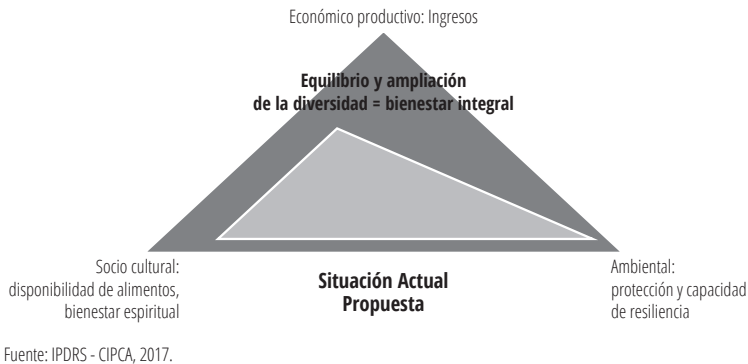 Económico productivo: Ingresos
Equilibrio y ampliación
de la diversidad = bienestar integral
Socio cultural:
disponibilidad de alimentos,
bienestar espiritual
Situación Actual
Propuesta
Ambiental:
protección y capacidad
de resiliencia
Fuente: IPDRS - CIPCA, 2017.